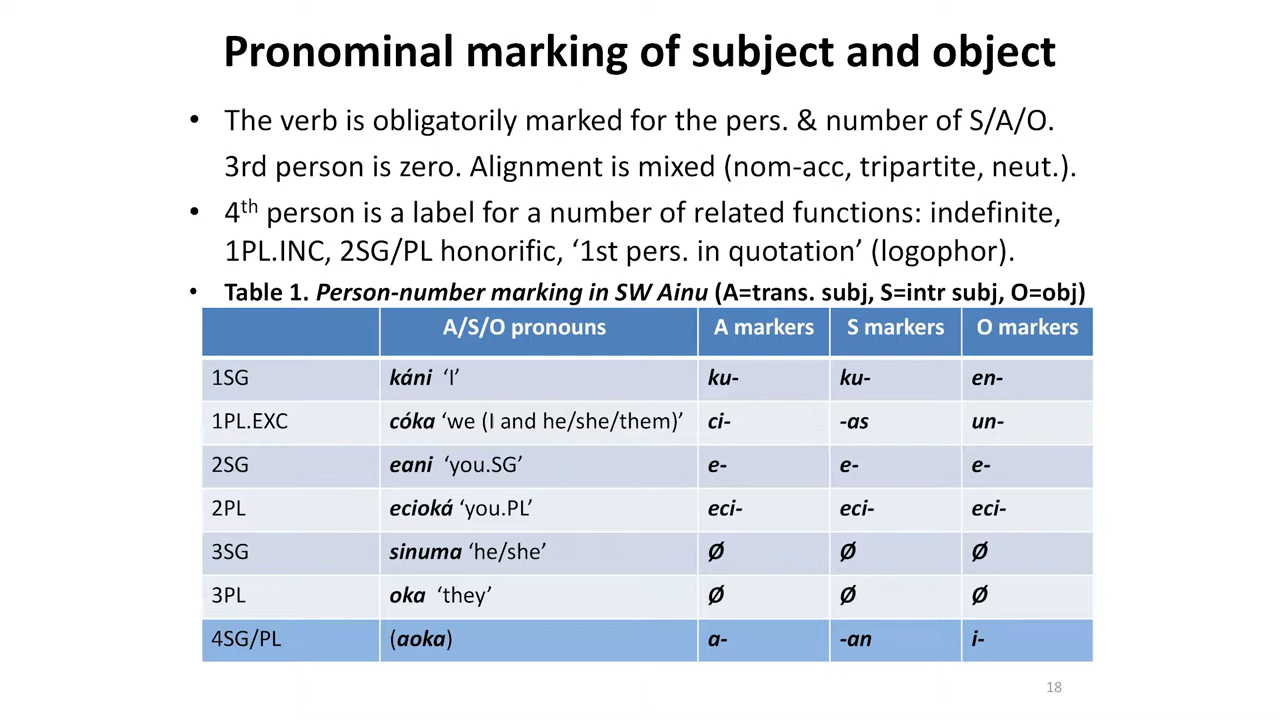 Pronominal marking of subject and object
• The verb is obligatorily marked for the pers. & number of S/A/O.
3rd person is zero. Alignment is mixed (nom-acc, tripartite, neut.).
• 4th person is a label for a number of related functions: indefinite,
1PL.INC, 2SG/PL honorific, ‘1st pers. in quotation’ (logophor).
• Table 1. Person-number marking in SW Ainu (A=trans. subj, S=intr subj, O=obj)
A/S/O pronouns A markers S markers O markers
1SG káni ‘I’ ku- ku- en-
1PL.EXC cóka ‘we (I and he/she/them)’ ci- -as un-
2SG eani ‘you.SG’ e- e- e-
2PL ecioká ‘you.PL’ eci- eci- eci-
3SG sinuma ‘he/she’ Ø Ø Ø
3PL oka ‘they’ Ø Ø Ø
4SG/PL (aoka) a- -an i-
18